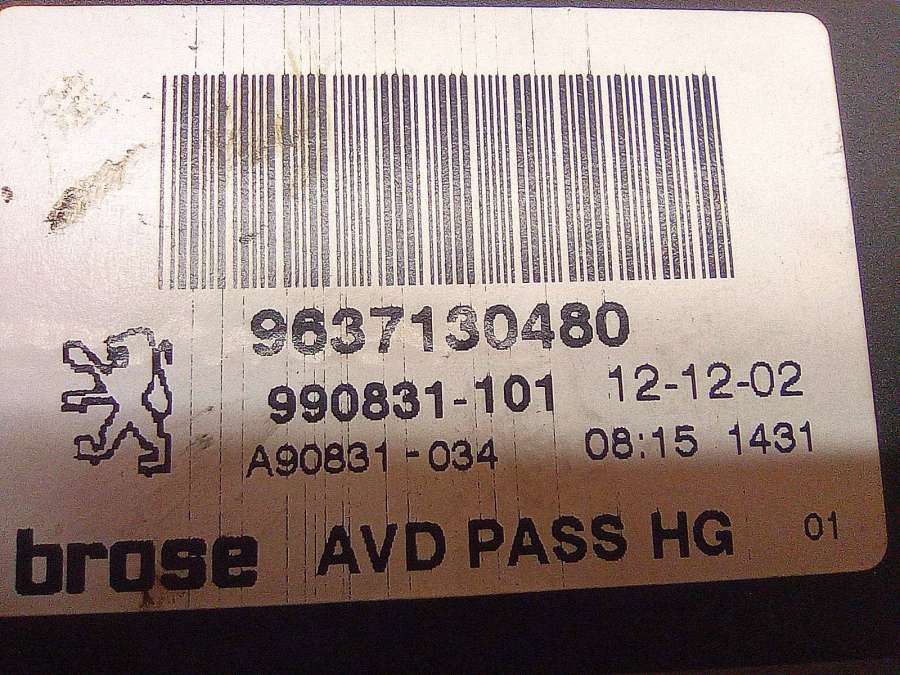 9637130480
990831-101 12-12-02
A90831-034 08:15 1431
brose AVD PASS HG 01